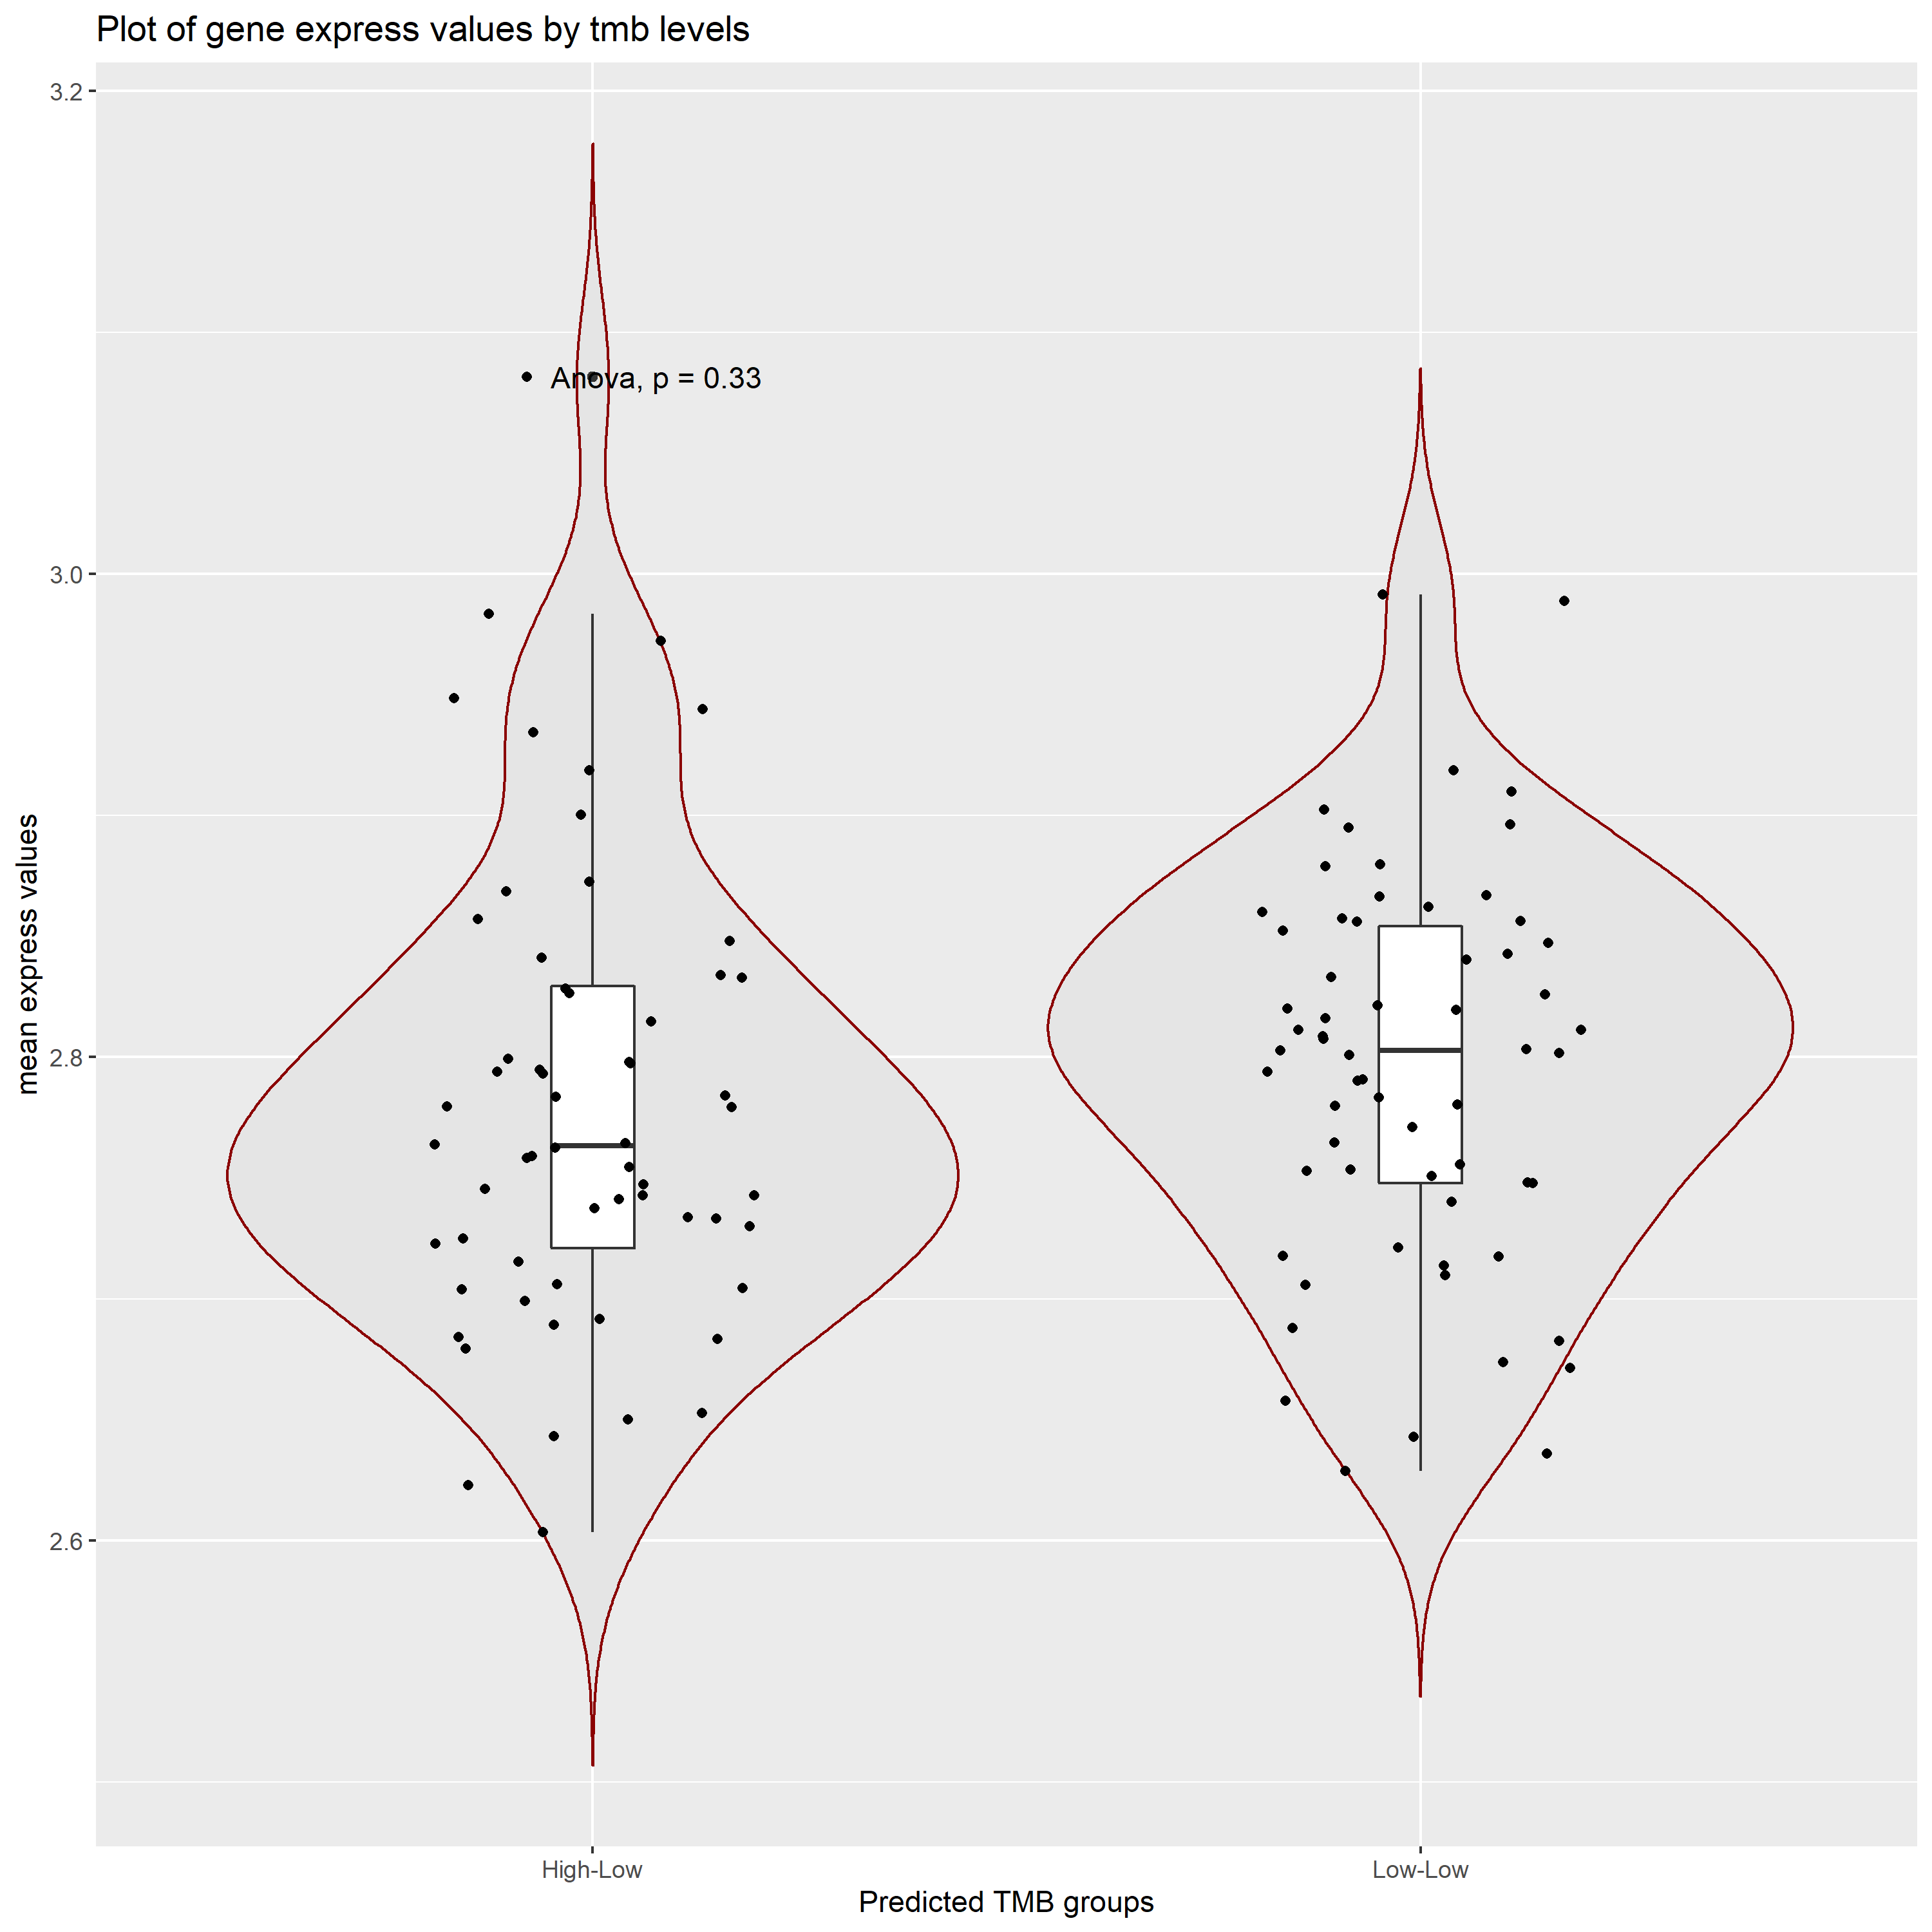 Plot of gene express values by tmb levels
3.2
Anova, p = 0.33
3.0
mean express values
2.8
2.6
High-Low
Low-Low
Predicted TMB groups